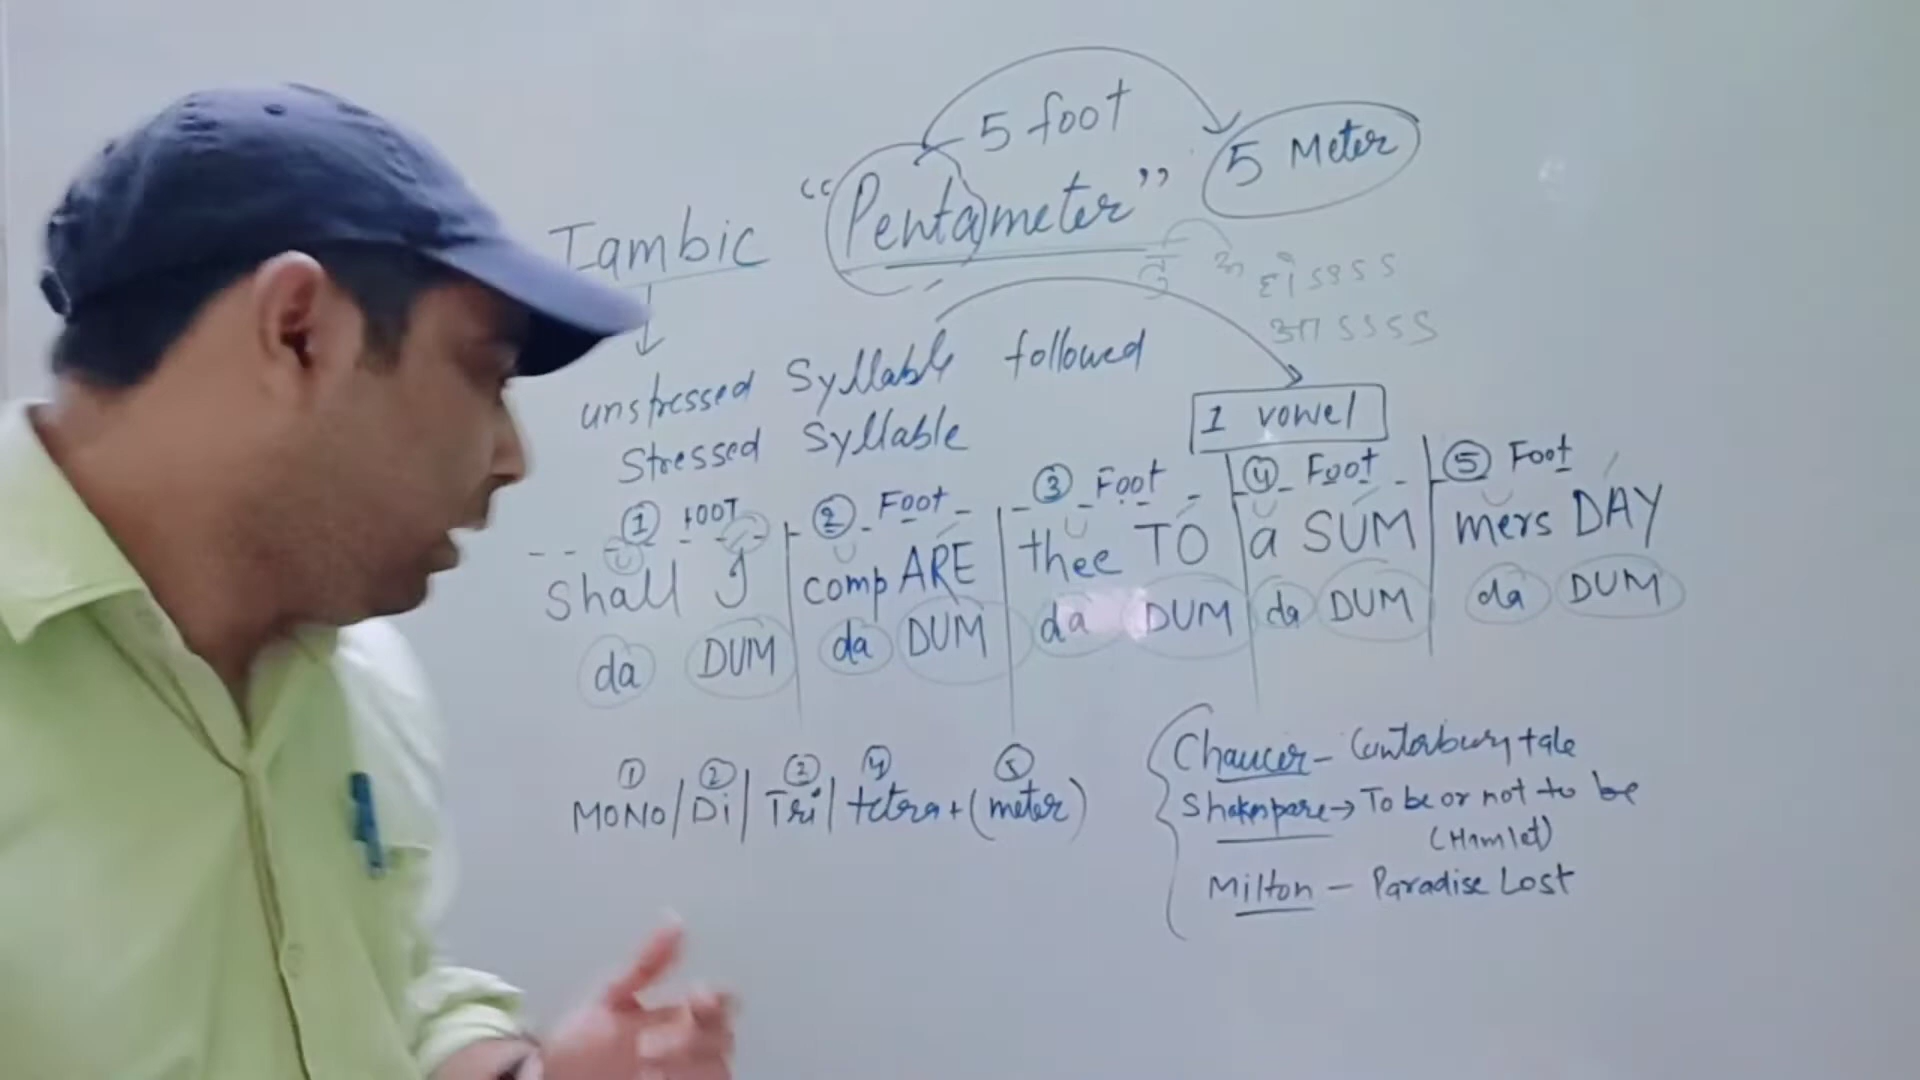 5 foot
5 Meter
Iambic "Pentameter"
ई ssss
आ ssss
unstressed Syllable followed
Stressed Syllable
1 vowel
① FOOT ② Foot ③ Foot ④ Foot ⑤ Foot
Shall I | compARE | thee TO | a SUM | mers DAY
da DUM da DUM da DUM da DUM da DUM
① ② ③ ④ ⑤
MONO/Di/Tri/tetra+(meter)
Chaucer - Canterbury tale
Shakespare → To be or not to be
(Hamlet)
Milton - Paradise Lost